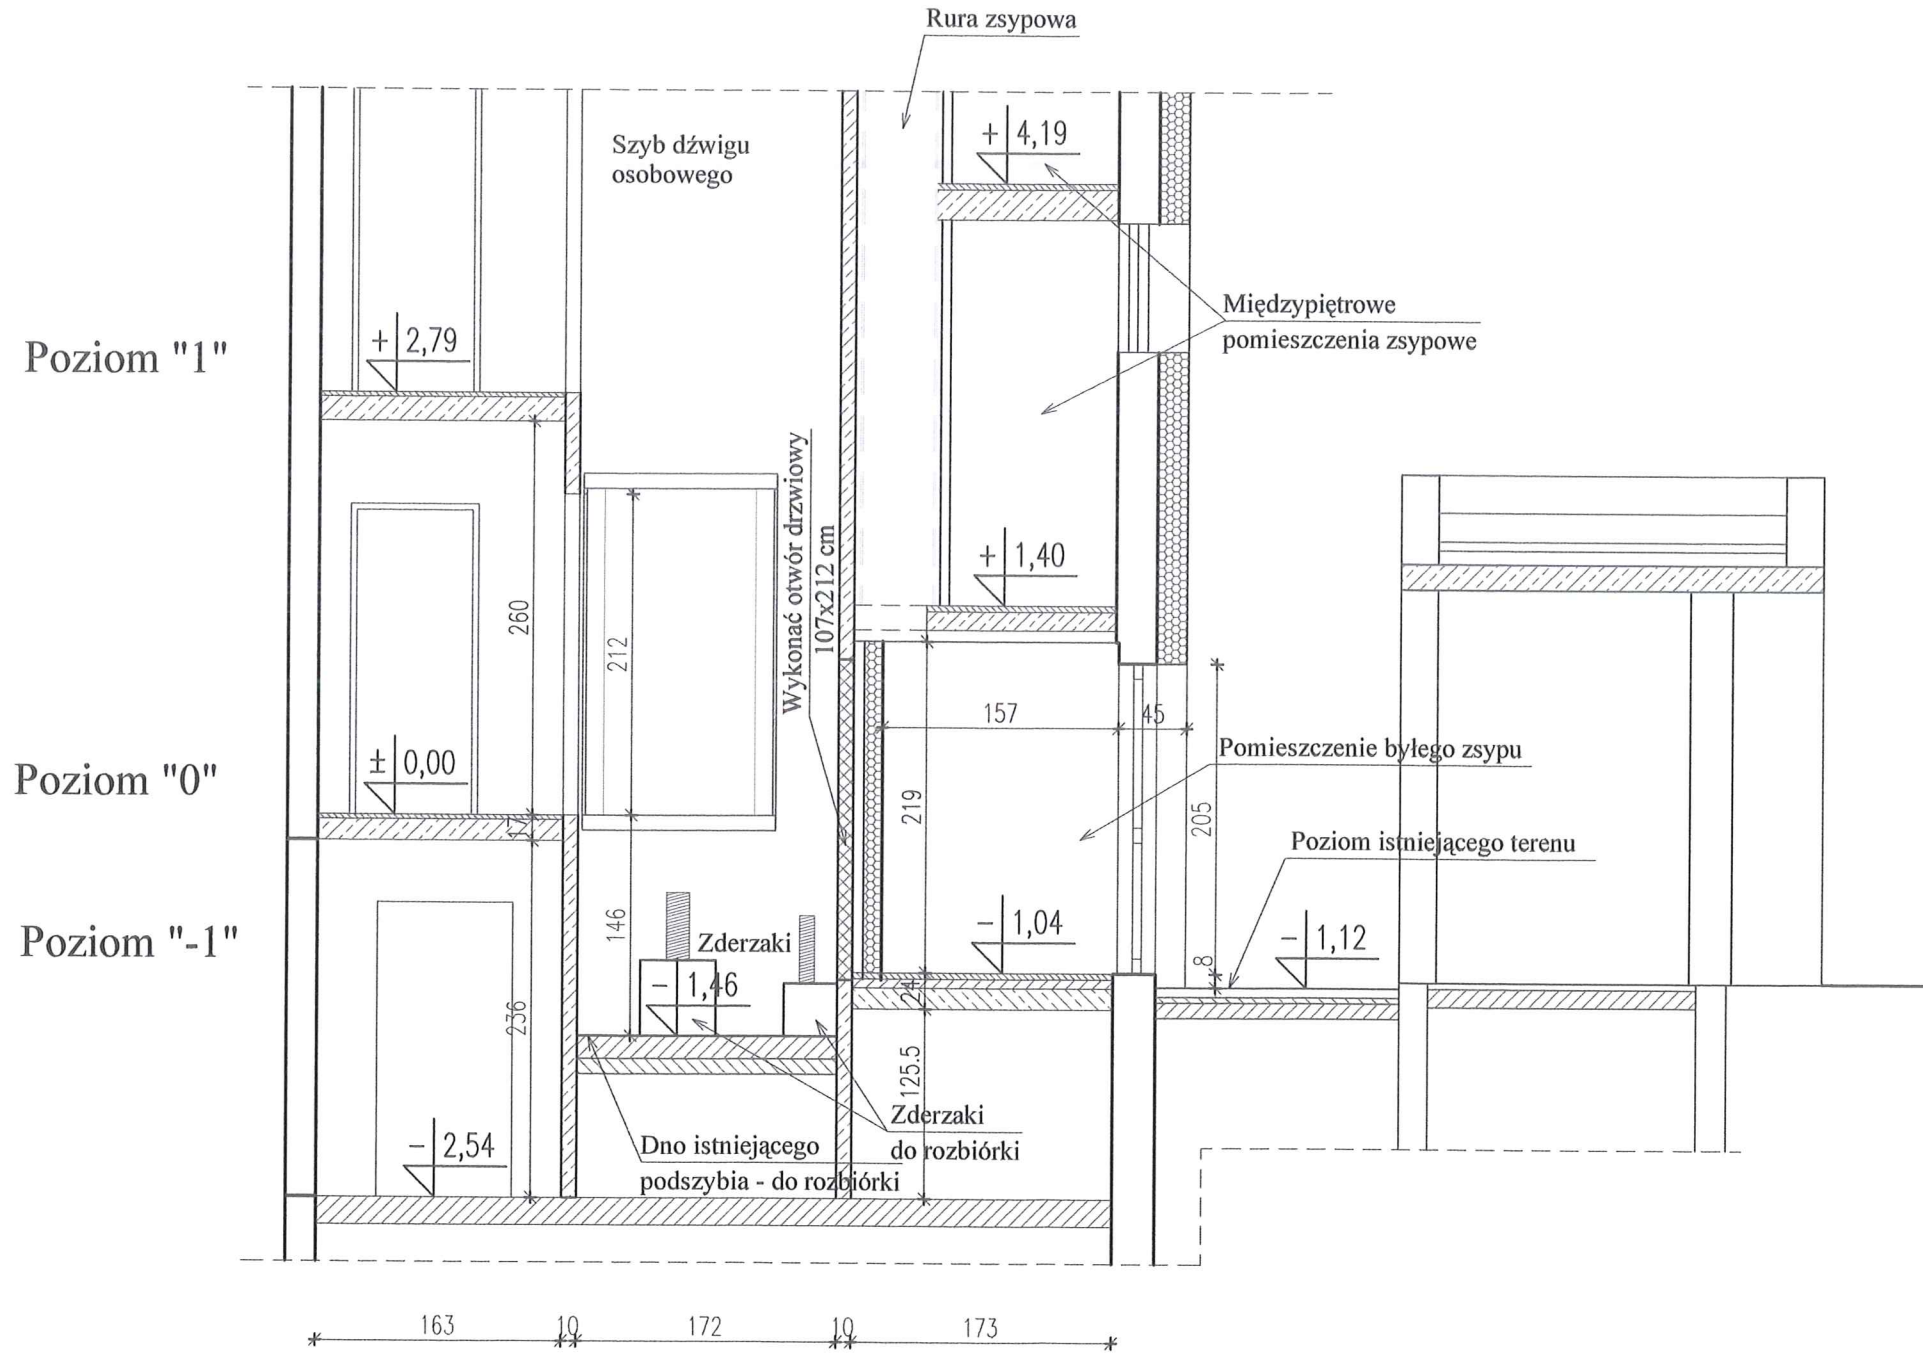 Rura zsypowa
Szyb dźwigu
osobowego
+ 4,19
Międzypiętrowe
pomieszczenia zsypowe
Poziom "1"
+ 2,79
Wykonać otwór drzwiowy
107x212 cm
+ 1,40
260
212
157
45
Pomieszczenie byłego zsypu
Poziom "0"
± 0,00
17
219
205
Poziom istniejącego terenu
Poziom "-1"
146
Zderzaki
- 1,04
- 1,12
8
- 1,46
24
236
125.5
Zderzaki
do rozbiórki
Dno istniejącego
podszybia - do rozbiórki
- 2,54
163
10
172
10
173